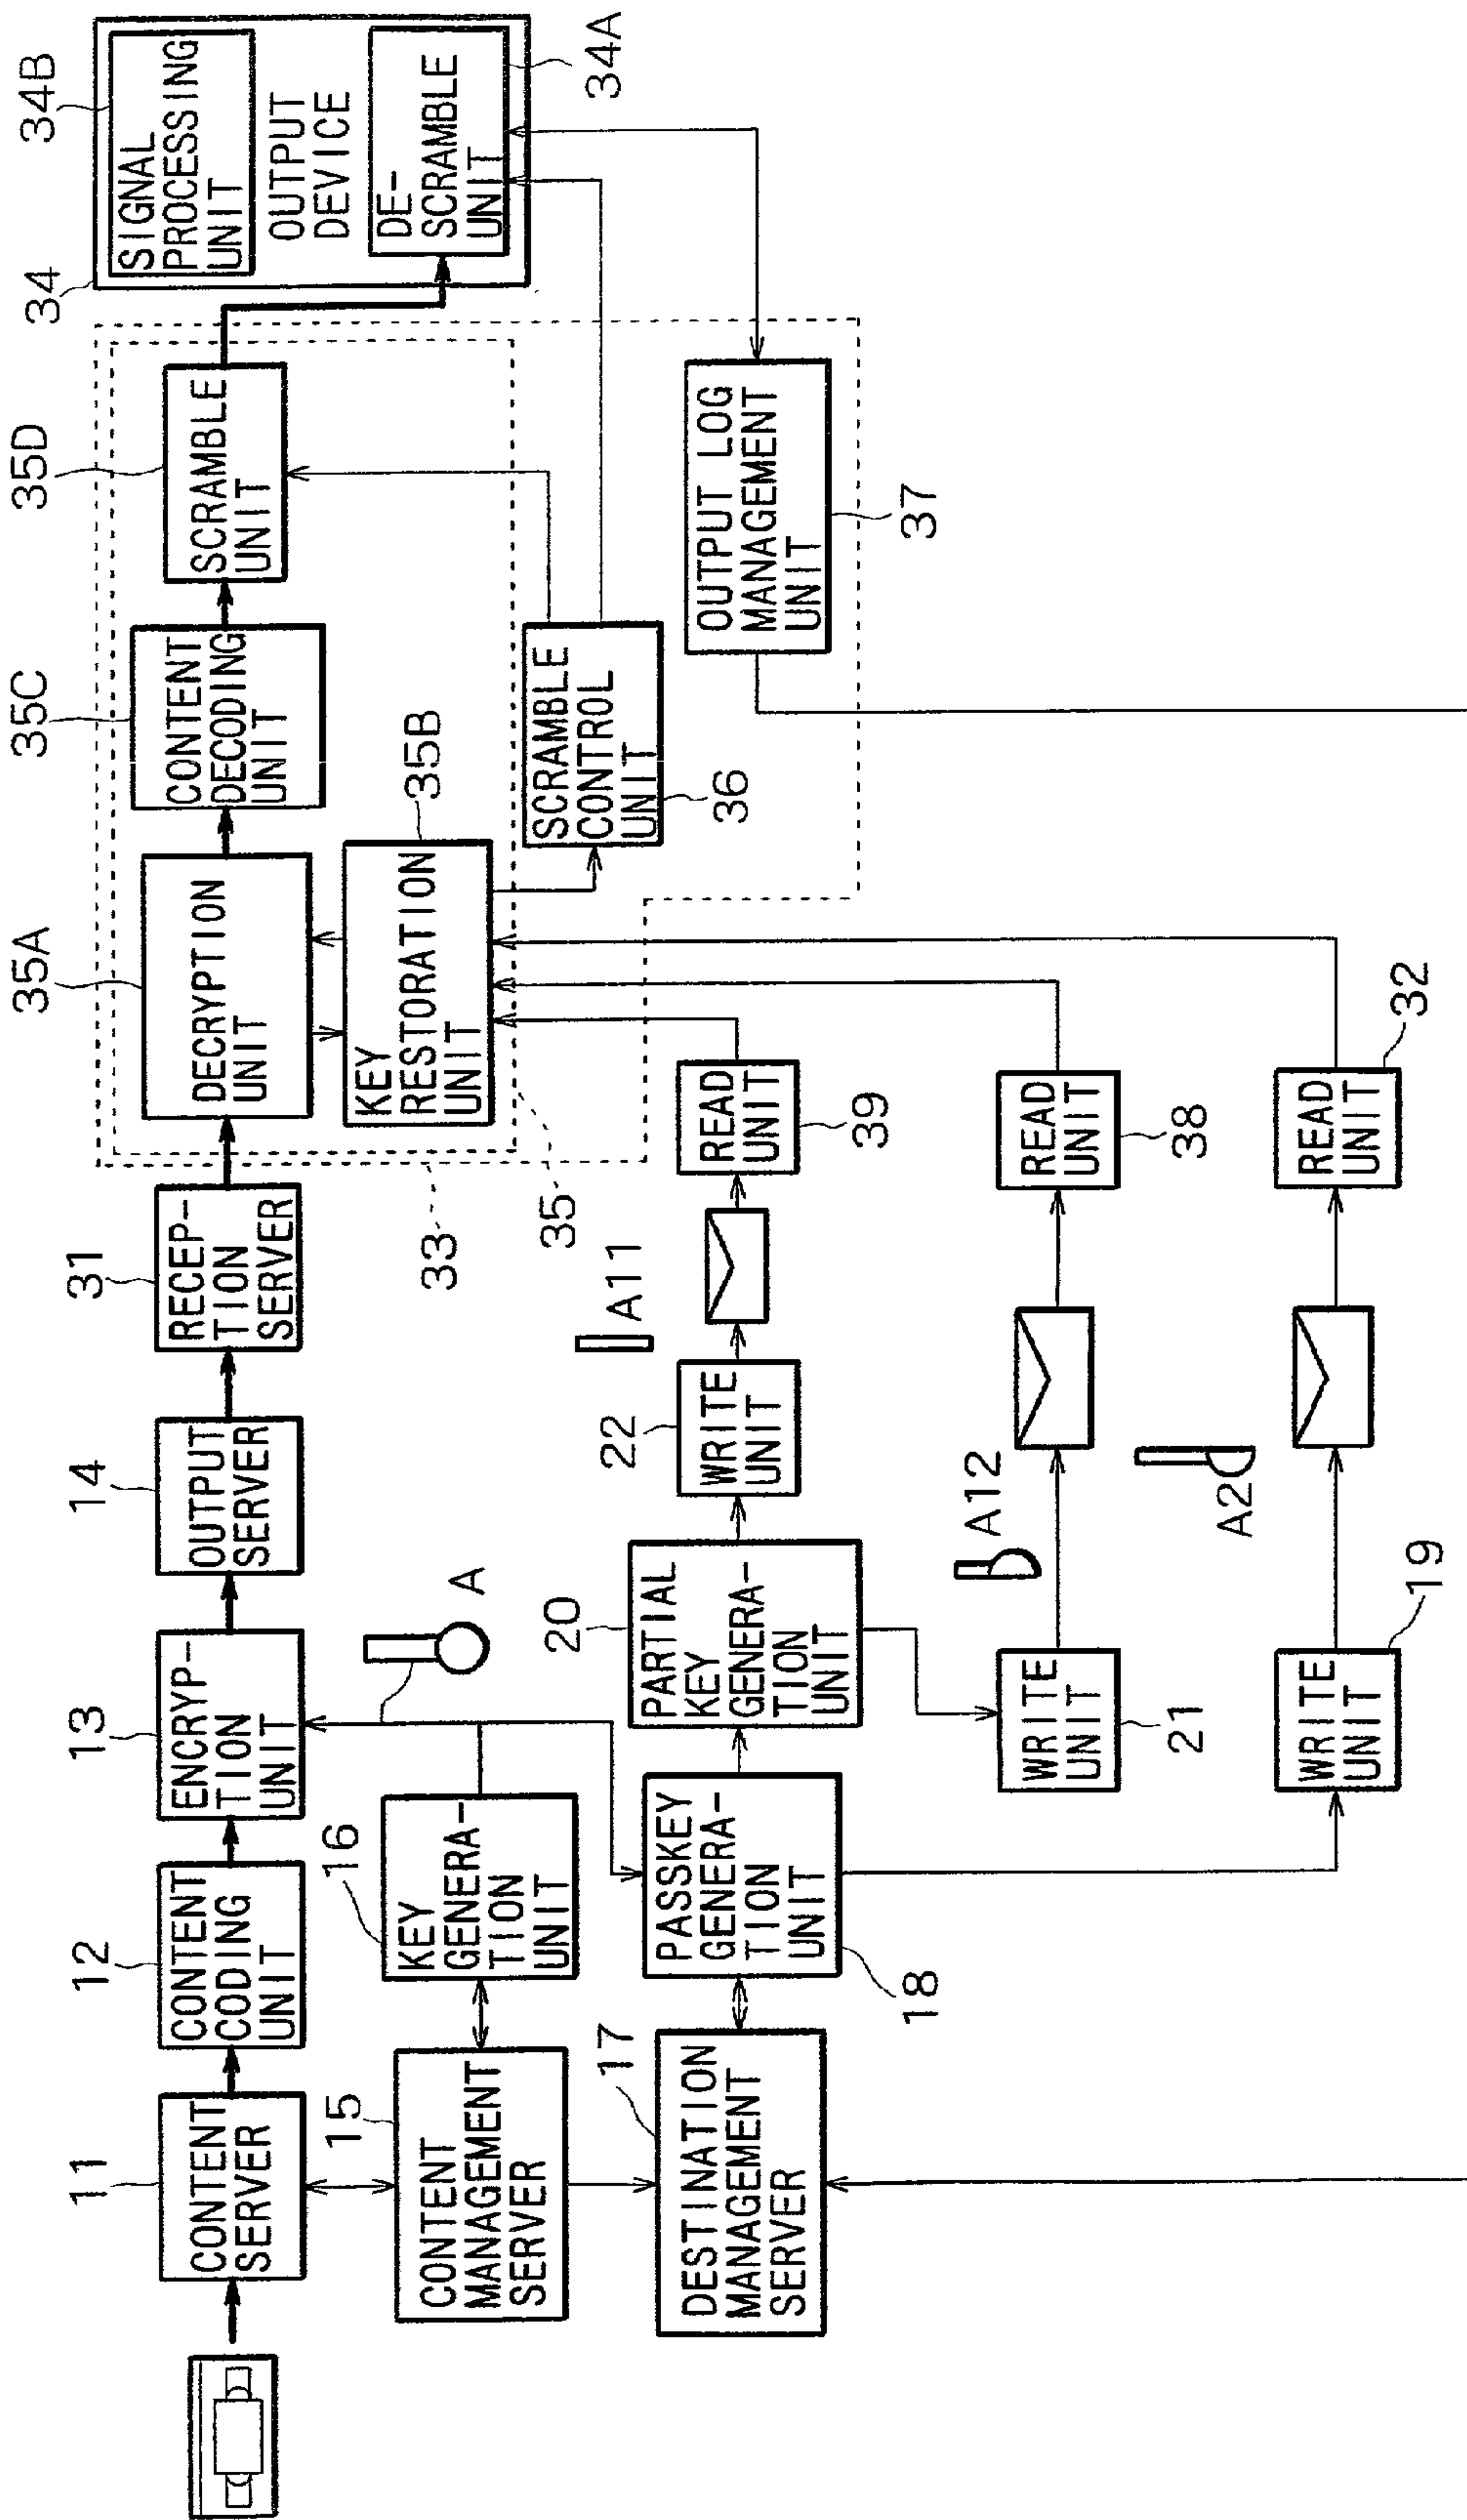 11
CONTENT
SERVER
12
CONTENT
CODING
UNIT
13
ENCRYP-
TION
UNIT
14
OUTPUT
SERVER
31
RECEP-
TION
SERVER
35A
DECRYPTION
UNIT
35C
CONTENT
DECODING
UNIT
35D
SCRAMBLE
UNIT
34
34B
SIGNAL
PROCESSING
UNIT
OUTPUT
DEVICE
DE-
SCRAMBLE
UNIT
34A
15
CONTENT
MANAGEMENT
SERVER
16
KEY
GENERA-
TION
UNIT
A
KEY
RESTORATION
UNIT
35B
33
35
SCRAMBLE
CONTROL
UNIT
36
17
DESTINATION
MANAGEMENT
SERVER
PASSKEY
GENERA-
TION
UNIT
18
20
PARTIAL
KEY
GENERA-
TION
UNIT
22
WRITE
UNIT
A11
READ
UNIT
39
OUTPUT LOG
MANAGEMENT
UNIT
37
WRITE
UNIT
21
A12
READ
UNIT
38
WRITE
UNIT
19
A2
READ
UNIT
32